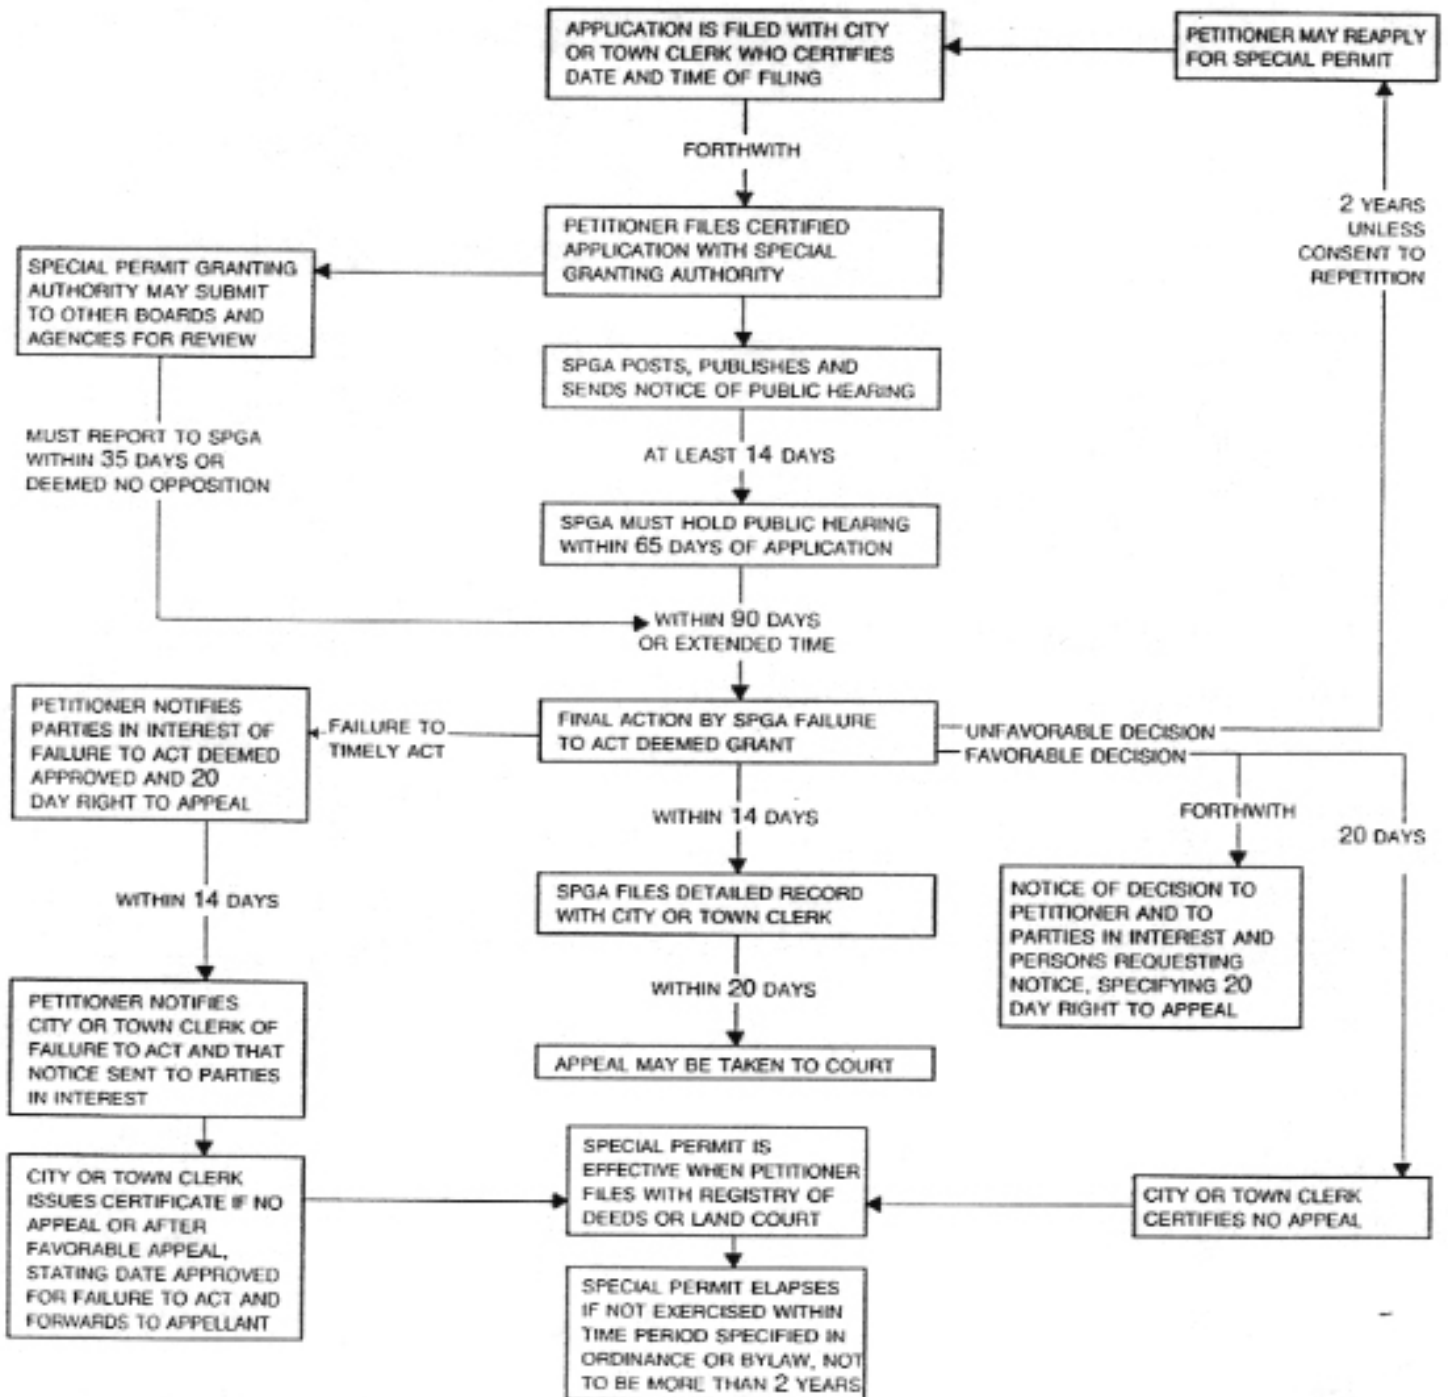 APPLICATION IS FILED WITH CITY
OR TOWN CLERK WHO CERTIFIES
DATE AND TIME OF FILING
PETITIONER MAY REAPPLY
FOR SPECIAL PERMIT
FORTHWITH
2 YEARS
UNLESS
CONSENT TO
REPETITION
PETITIONER FILES CERTIFIED
APPLICATION WITH SPECIAL
GRANTING AUTHORITY
SPECIAL PERMIT GRANTING
AUTHORITY MAY SUBMIT
TO OTHER BOARDS AND
AGENCIES FOR REVIEW
SPGA POSTS, PUBLISHES AND
SENDS NOTICE OF PUBLIC HEARING
MUST REPORT TO SPGA
WITHIN 35 DAYS OR
DEEMED NO OPPOSITION
AT LEAST 14 DAYS
SPGA MUST HOLD PUBLIC HEARING
WITHIN 65 DAYS OF APPLICATION
WITHIN 90 DAYS
OR EXTENDED TIME
PETITIONER NOTIFIES
PARTIES IN INTEREST OF
FAILURE TO ACT DEEMED
APPROVED AND 20
DAY RIGHT TO APPEAL
FAILURE TO
TIMELY ACT
FINAL ACTION BY SPGA FAILURE
TO ACT DEEMED GRANT
UNFAVORABLE DECISION
FAVORABLE DECISION
WITHIN 14 DAYS
FORTHWITH
20 DAYS
WITHIN 14 DAYS
SPGA FILES DETAILED RECORD
WITH CITY OR TOWN CLERK
NOTICE OF DECISION TO
PETITIONER AND TO
PARTIES IN INTEREST AND
PERSONS REQUESTING
NOTICE, SPECIFYING 20
DAY RIGHT TO APPEAL
WITHIN 20 DAYS
PETITIONER NOTIFIES
CITY OR TOWN CLERK OF
FAILURE TO ACT AND THAT
NOTICE SENT TO PARTIES
IN INTEREST
APPEAL MAY BE TAKEN TO COURT
CITY OR TOWN CLERK
ISSUES CERTIFICATE IF NO
APPEAL OR AFTER
FAVORABLE APPEAL,
STATING DATE APPROVED
FOR FAILURE TO ACT AND
FORWARDS TO APPELLANT
SPECIAL PERMIT IS
EFFECTIVE WHEN PETITIONER
FILES WITH REGISTRY OF
DEEDS OR LAND COURT
CITY OR TOWN CLERK
CERTIFIES NO APPEAL
SPECIAL PERMIT ELAPSES
IF NOT EXERCISED WITHIN
TIME PERIOD SPECIFIED IN
ORDINANCE OR BYLAW, NOT
TO BE MORE THAN 2 YEARS